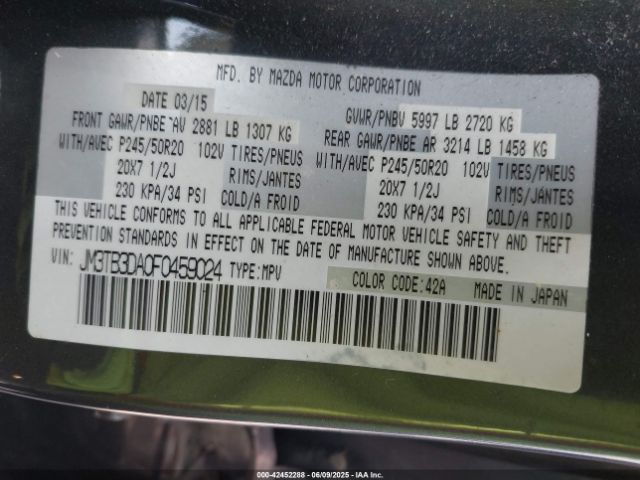 MFD. BY MAZDA MOTOR CORPORATION
DATE 03/15 GVWR/PNBV 5997 LB 2720 KG
FRONT GAWR/PNBE AV 2881 LB 1307 KG REAR GAWR/PNBE AR 3214 LB 1458 KG
WITH/AVEC P245/50R20 102V TIRES/PNEUS WITH/AVEC P245/50R20 102V TIRES/PNEUS
20X7 1/2J RIMS/JANTES 20X7 1/2J RIMS/JANTES
230 KPA/34 PSI COLD/A FROID 230 KPA/34 PSI COLD/A FROID
THIS VEHICLE CONFORMS TO ALL APPLICABLE FEDERAL MOTOR VEHICLE SAFETY AND THEFT
PREVENTION STANDARDS IN EFFECT ON THE DATE OF MANUFACTURE SHOWN ABOVE.
VIN: JM3TB3DA0F0459024 TYPE:MPV COLOR CODE:42A MADE IN JAPAN
000-42452288 - 06/09/2025 - IAAI.com